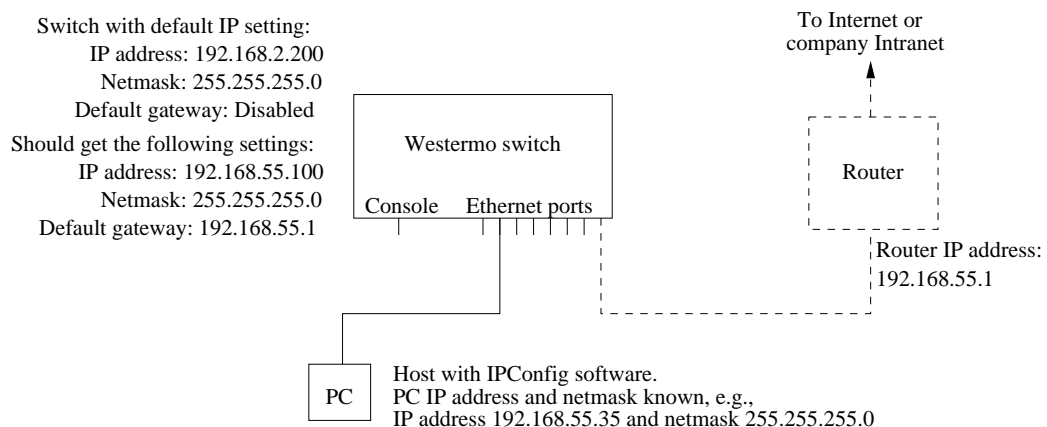 Switch with default IP setting:
IP address: 192.168.2.200
Netmask: 255.255.255.0
Default gateway: Disabled
Should get the following settings:
IP address: 192.168.55.100
Netmask: 255.255.255.0
Default gateway: 192.168.55.1
Westermo switch
Console
Ethernet ports
To Internet or
company Intranet
Router
Router IP address:
192.168.55.1
PC
Host with IPConfig software.
PC IP address and netmask known, e.g.,
IP address 192.168.55.35 and netmask 255.255.255.0